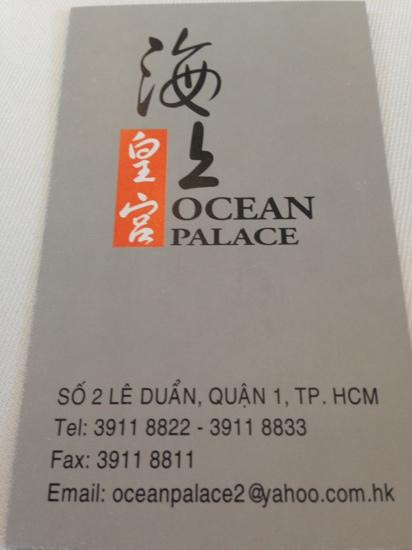 海上
皇宮
OCEAN
PALACE
SỐ 2 LÊ DUẨN, QUẬN 1, TP. HCM
Tel: 3911 8822 - 3911 8833
Fax: 3911 8811
Email: oceanpalace2@yahoo.com.hk